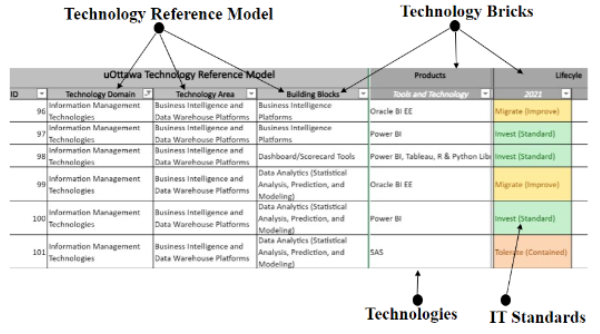 Technology Reference Model
Technology Bricks
uOttawa Technology Reference Model
Products
Lifecyle
ID
Technology Domain
Technology Area
Building Blocks
Tools and Technology
2021
96
Information Management
Technologies
Business Intelligence and
Data Warehouse Platforms
Business Intelligence
Platforms
Oracle BI EE
Migrate (Improve)
97
Information Management
Technologies
Business Intelligence and
Data Warehouse Platforms
Business Intelligence
Platforms
Power BI
Invest (Standard)
98
Information Management
Technologies
Business Intelligence and
Data Warehouse Platforms
Dashboard/Scorecard Tools
Power BI, Tableau, R & Python Libr
Invest (Standard)
99
Information Management
Technologies
Business Intelligence and
Data Warehouse Platforms
Data Analytics (Statistical
Analysis, Prediction, and
Modeling)
Oracle BI EE
Migrate (Improve)
100
Information Management
Technologies
Business Intelligence and
Data Warehouse Platforms
Data Analytics (Statistical
Analysis, Prediction, and
Modeling)
Power BI
Invest (Standard)
101
Information Management
Technologies
Business Intelligence and
Data Warehouse Platforms
Data Analytics (Statistical
Analysis, Prediction, and
Modeling)
SAS
Tolerate (Contained)
Technologies
IT Standards